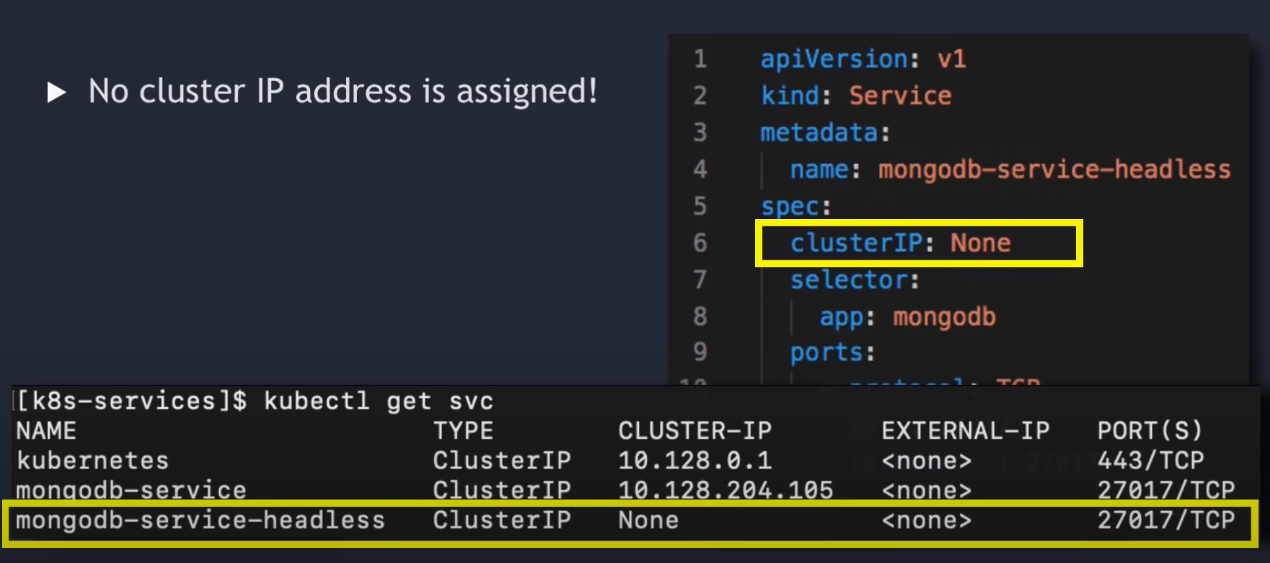 No cluster IP address is assigned!
1 apiVersion: v1
2 kind: Service
3 metadata:
4 name: mongodb-service-headless
5 spec:
6 clusterIP: None
7 selector:
8 app: mongodb
9 ports:
10 protocol: TCP
[[k8s-services]$ kubectl get svc
NAME TYPE CLUSTER-IP EXTERNAL-IP PORT(S)
kubernetes ClusterIP 10.128.0.1 <none> 443/TCP
mongodb-service ClusterIP 10.128.204.105 <none> 27017/TCP
mongodb-service-headless ClusterIP None <none> 27017/TCP